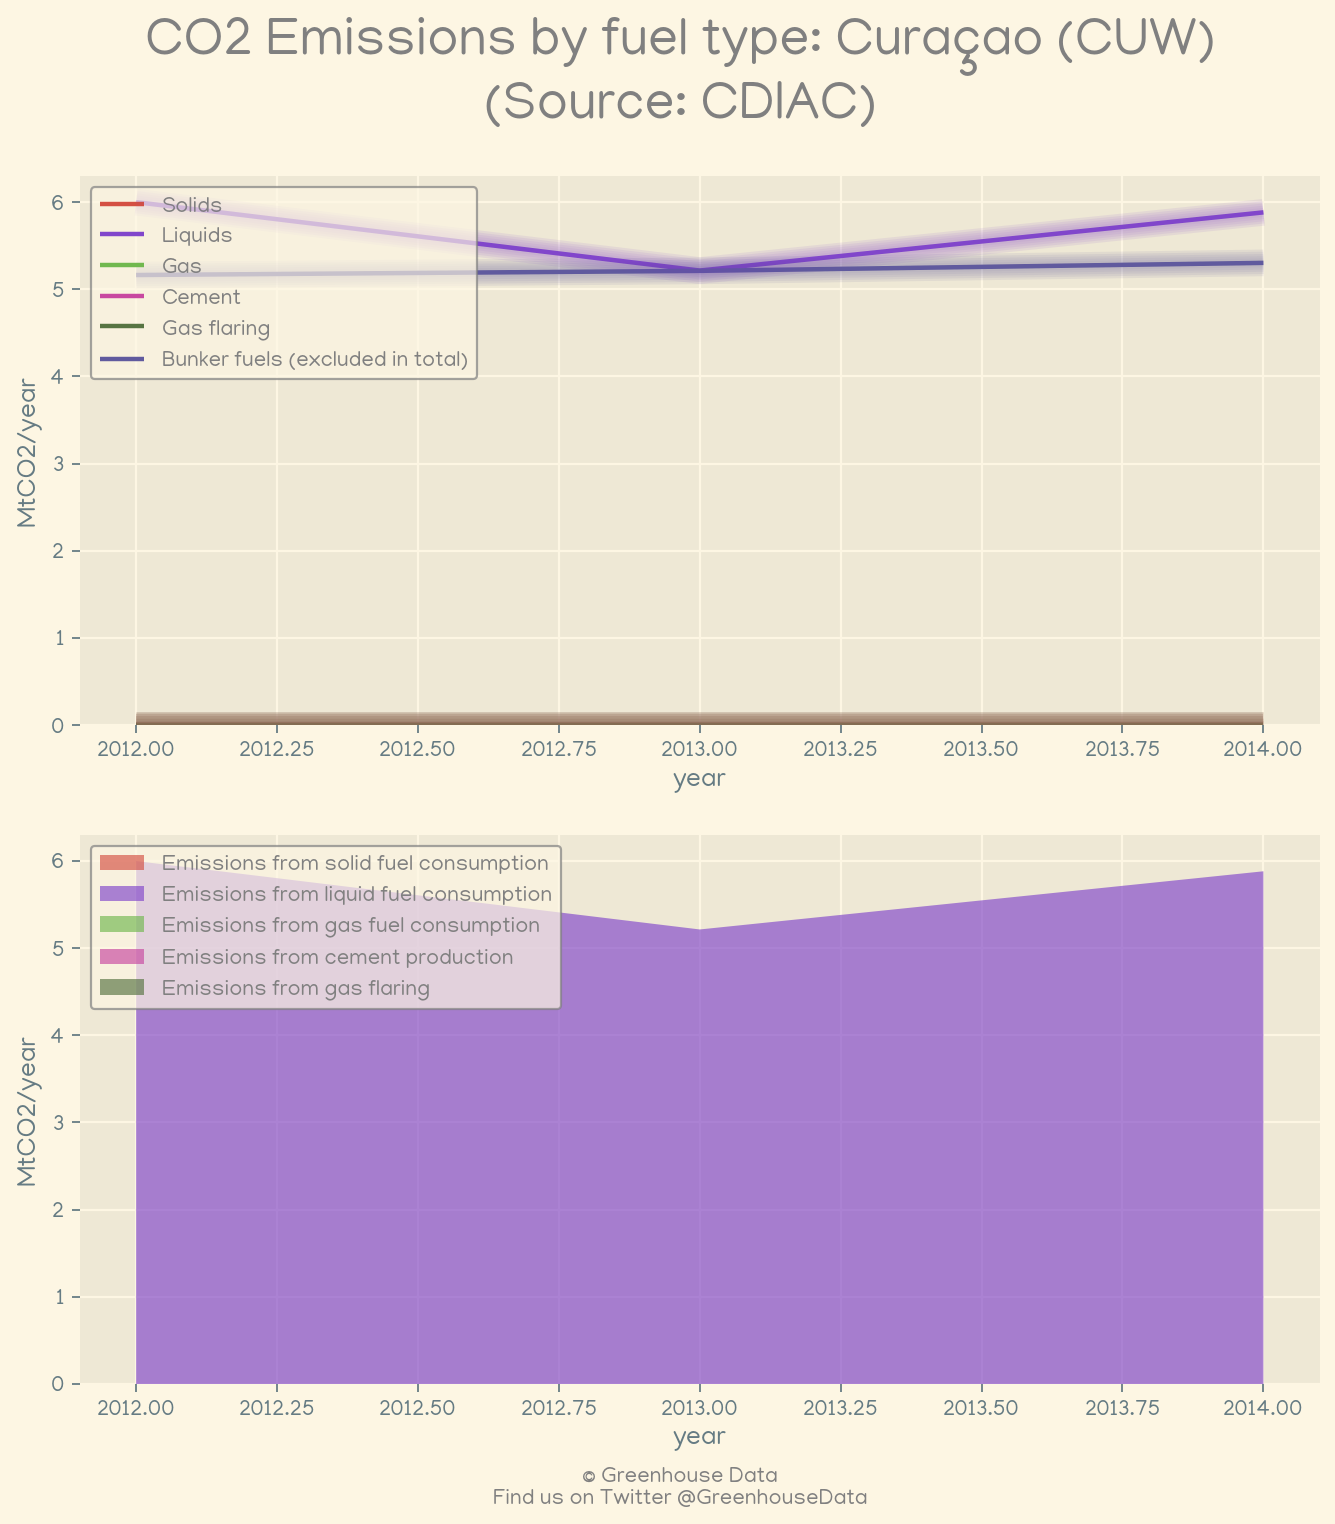 CO2 Emissions by fuel type: Curaçao (CUW)
(Source: CDIAC)
6
5
4
3
2
1
0
MtCO2/year
Solids
Liquids
Gas
Cement
Gas flaring
Bunker fuels (excluded in total)
2012.00 2012.25 2012.50 2012.75 2013.00 2013.25 2013.50 2013.75 2014.00
year
6
5
4
3
2
1
0
MtCO2/year
Emissions from solid fuel consumption
Emissions from liquid fuel consumption
Emissions from gas fuel consumption
Emissions from cement production
Emissions from gas flaring
2012.00 2012.25 2012.50 2012.75 2013.00 2013.25 2013.50 2013.75 2014.00
year
© Greenhouse Data
Find us on Twitter @GreenhouseData